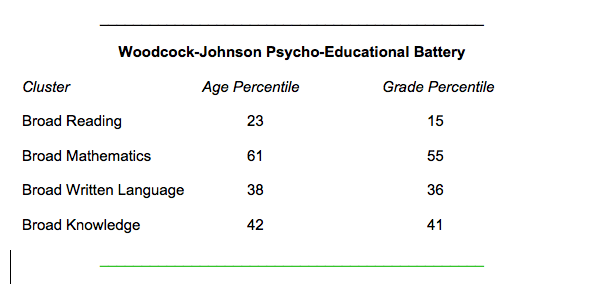 Woodcock-Johnson Psycho-Educational Battery
Cluster Age Percentile Grade Percentile
Broad Reading 23 15
Broad Mathematics 61 55
Broad Written Language 38 36
Broad Knowledge 42 41